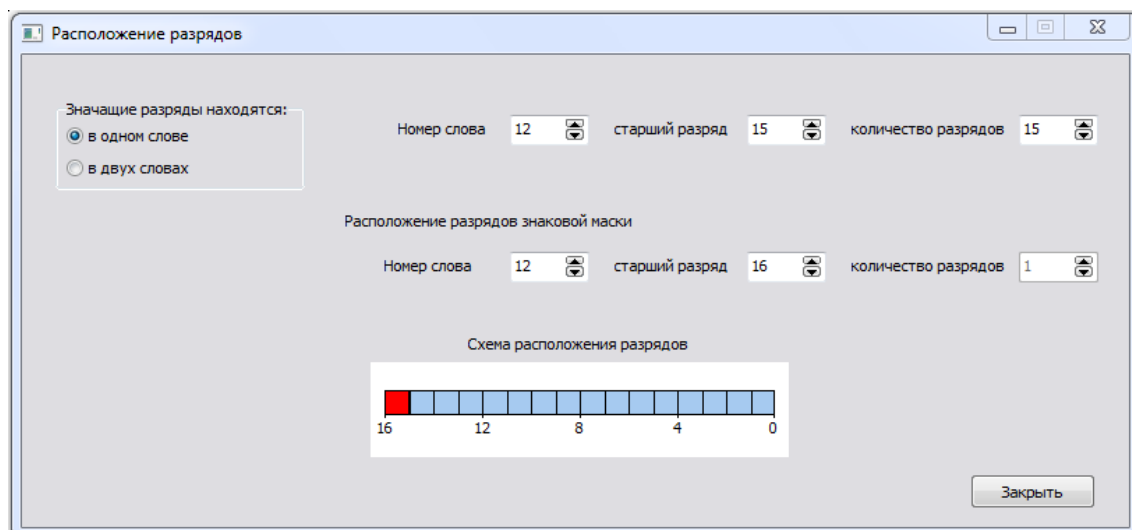 Расположение разрядов
Значащие разряды находятся:
в одном слове
в двух словах
Номер слова 12 старший разряд 15 количество разрядов 15
Расположение разрядов знаковой маски
Номер слова 12 старший разряд 16 количество разрядов 1
Схема расположения разрядов
16 12 8 4 0
Закрыть